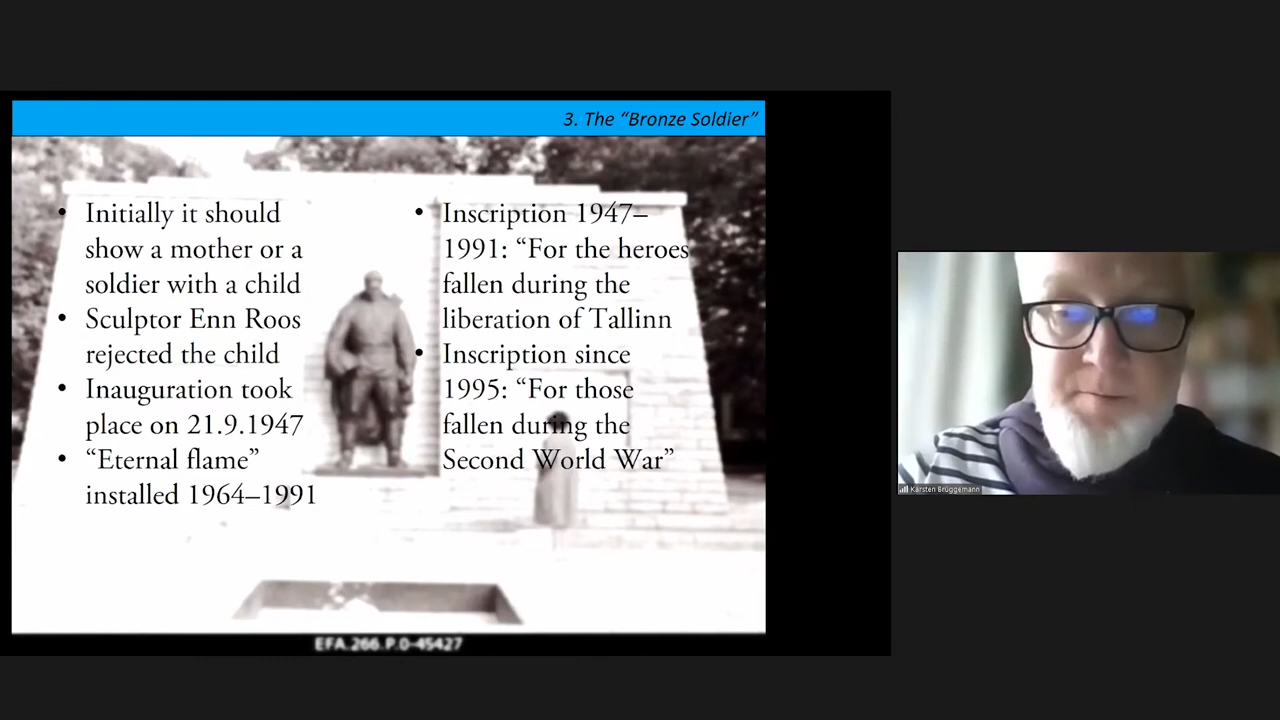 3. The “Bronze Soldier”
• Initially it should
show a mother or a
soldier with a child
• Sculptor Enn Roos
rejected the child
• Inauguration took
place on 21.9.1947
• “Eternal flame”
installed 1964–1991
• Inscription 1947–
1991: “For the heroes
fallen during the
liberation of Tallinn
• Inscription since
1995: “For those
fallen during the
Second World War”
EFA.266.P.0-45427
Karsten Brüggemann